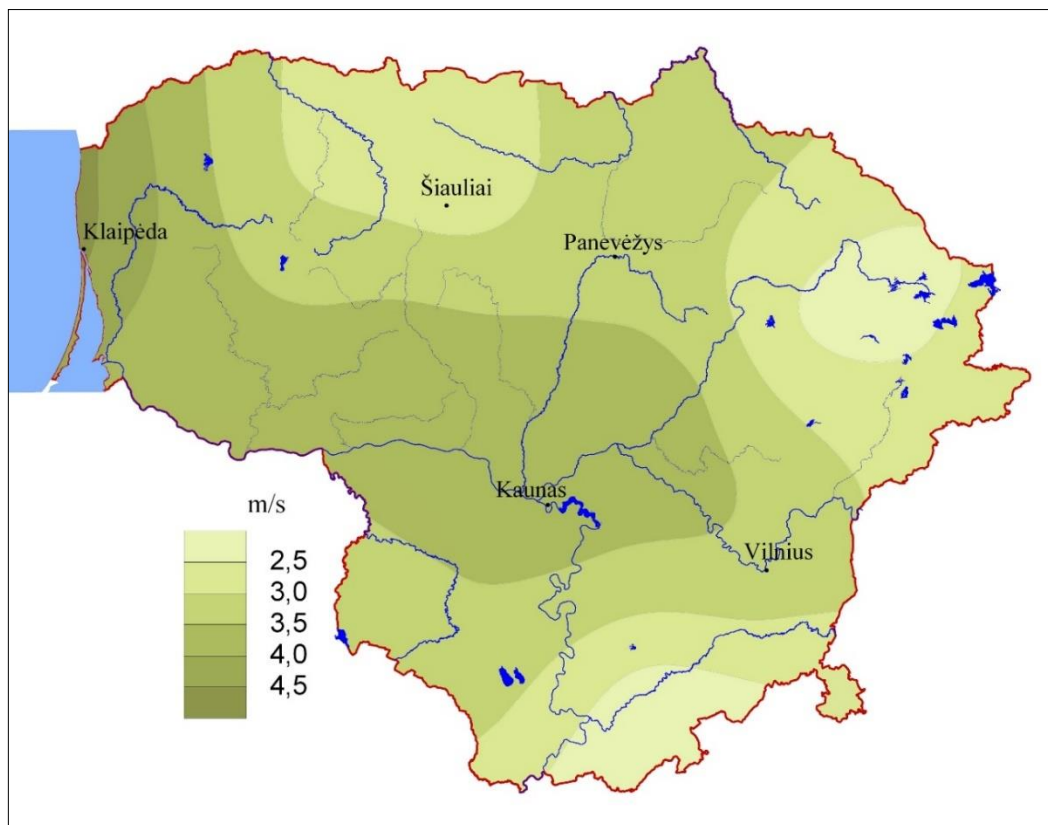 Šiauliai
Klaipėda
Panevėžys
Kaunas
Vilnius
m/s
2,5
3,0
3,5
4,0
4,5